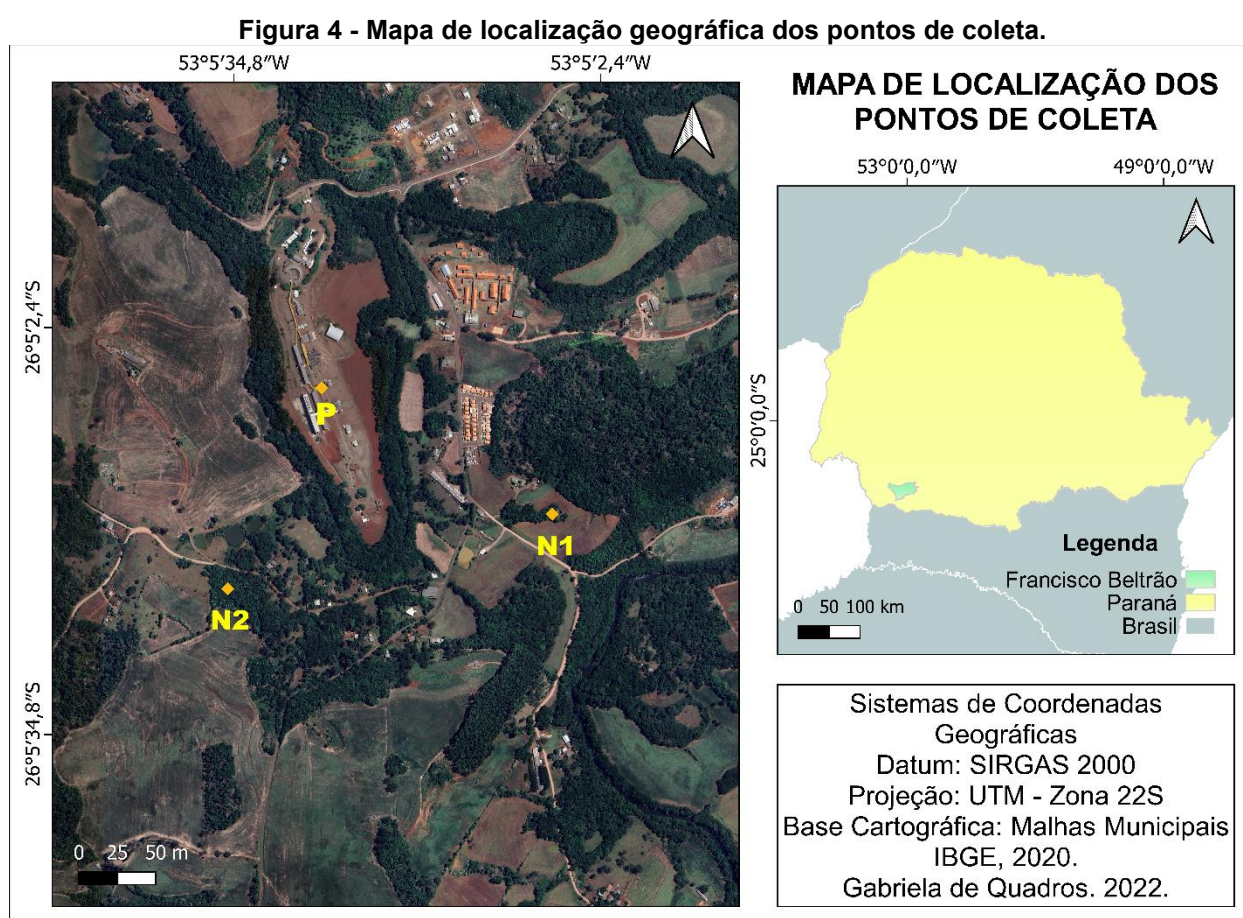 Figura 4 - Mapa de localização geográfica dos pontos de coleta.
53°5′34,8″W
53°5′2,4″W
26°5′2,4″S
26°5′34,8″S
P
N1
N2
0 25 50 m
MAPA DE LOCALIZAÇÃO DOS
PONTOS DE COLETA
53°0′0,0″W
49°0′0,0″W
25°0′0,0″S
Legenda
Francisco Beltrão
Paraná
Brasil
0 50 100 km
Sistemas de Coordenadas
Geográficas
Datum: SIRGAS 2000
Projeção: UTM - Zona 22S
Base Cartográfica: Malhas Municipais
IBGE, 2020.
Gabriela de Quadros. 2022.